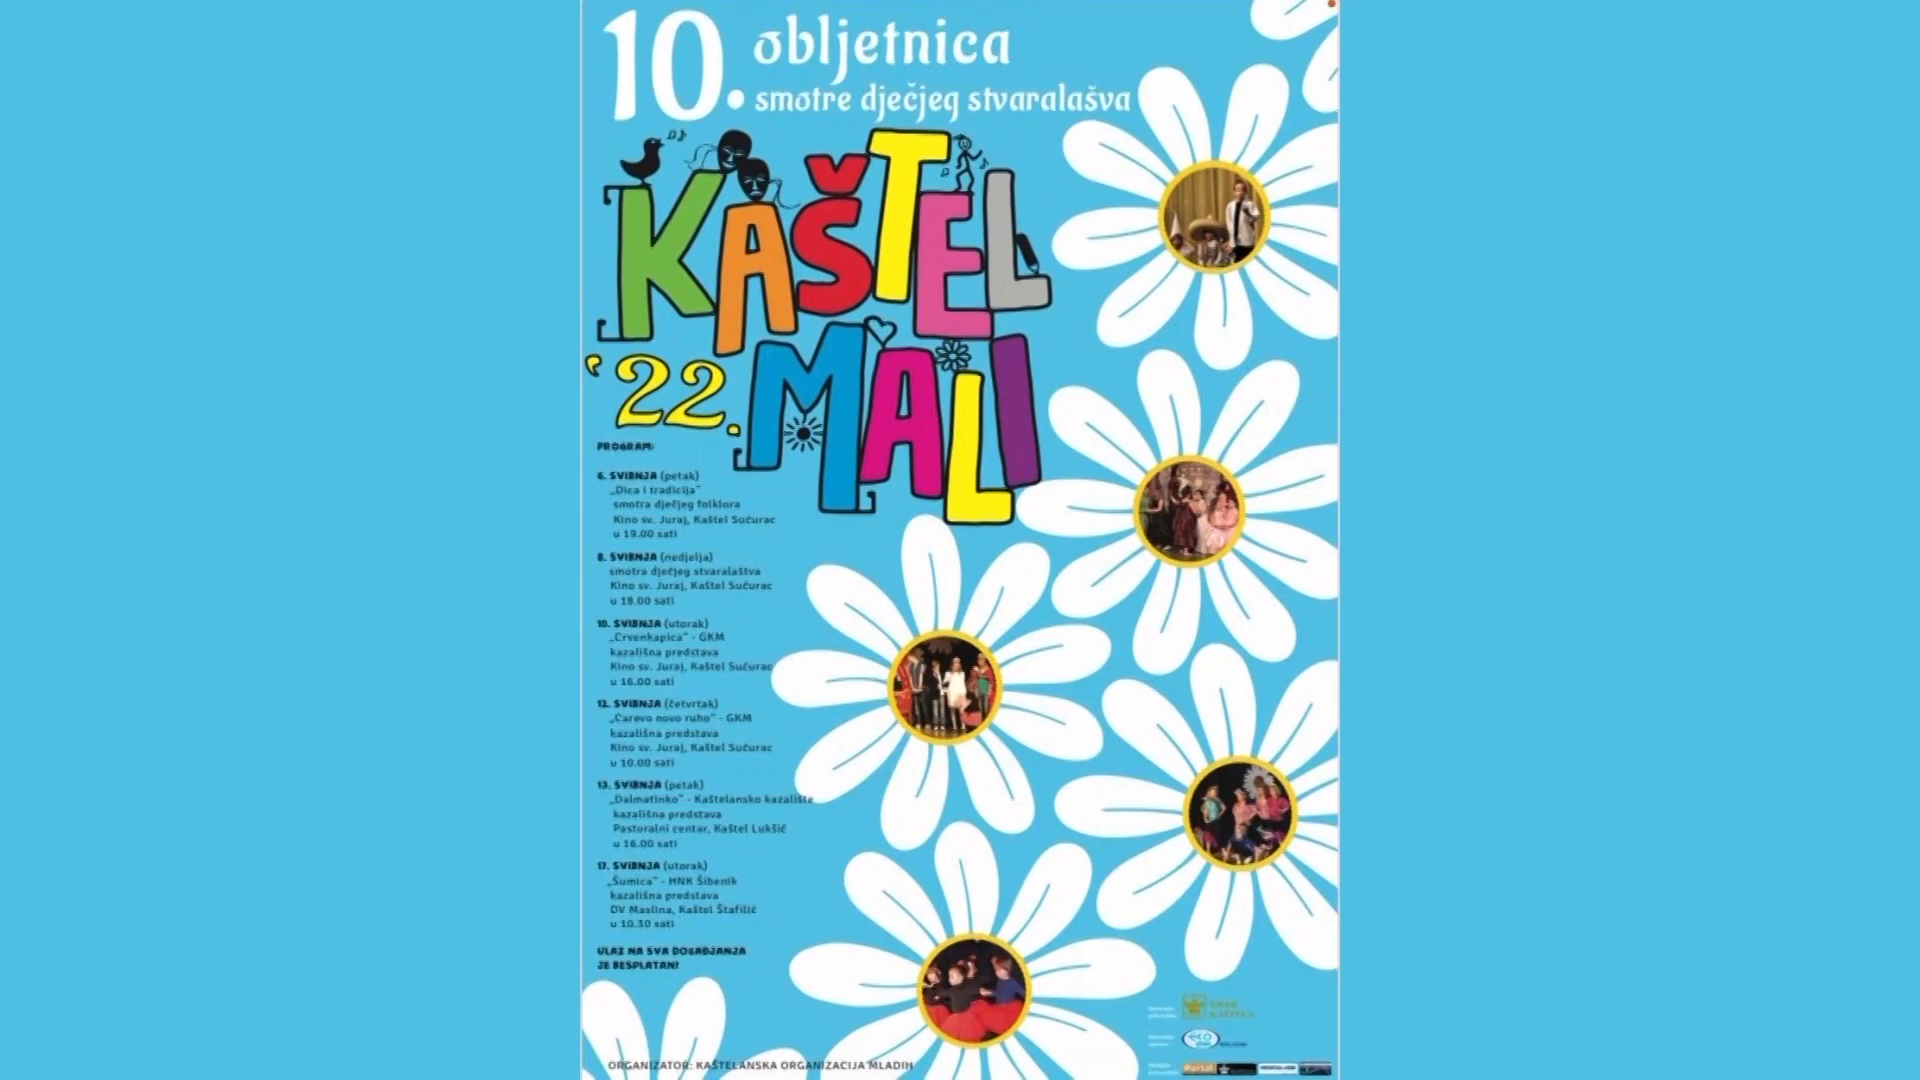 10. obljetnica
smotre dječjeg stvaralašva
KAŠTEL
'22. MALI
PROGRAM:
6. SVIBNJA (petak)
„Dica i tradicija"
smotra dječjeg folklora
Kino sv. Juraj, Kaštel Sućurac
u 19.00 sati
8. SVIBNJA (nedjelja)
smotra dječjeg stvaralaštva
Kino sv. Juraj, Kaštel Sućurac
u 18.00 sati
10. SVIBNJA (utorak)
„Crvenkapica" - GKM
kazališna predstava
Kino sv. Juraj, Kaštel Sućurac
u 16.00 sati
12. SVIBNJA (četvrtak)
„Carevo novo ruho" - GKM
kazališna predstava
Kino sv. Juraj, Kaštel Sućurac
u 10.00 sati
13. SVIBNJA (petak)
„Dalmatinko" - Kaštelansko kazalište
kazališna predstava
Pastoralni centar, Kaštel Lukšić
u 16.00 sati
17. SVIBNJA (utorak)
„Šumica" - HNK Šibenik
kazališna predstava
DV Maslina, Kaštel Štafilić
u 10.30 sati
ULAZ NA SVA DOGADJANJA
JE BESPLATAN!
GRAD
KAŠTELA
ECO
Portal
ORGANIZATOR: KAŠTELANSKA ORGANIZACIJA MLADIH